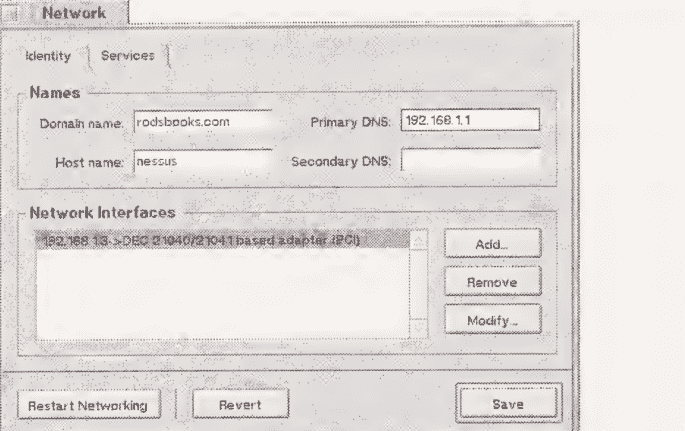 Network
Identity Services
Names
Domain name: rodsbooks.com Primary DNS: 192.168.1.1
Host name: nessus Secondary DNS:
Network Interfaces
192.168.1.3->DEC 21040/21041 based adapter (PCI)
Add...
Remove
Modify...
Restart Networking Revert Save